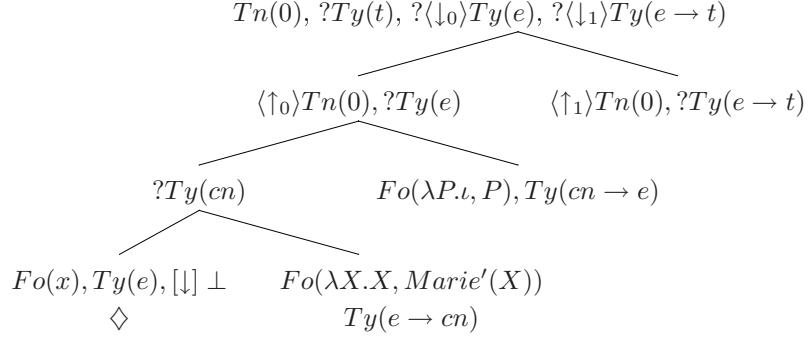 Tn(0), ?Ty(t), ?⟨↓₀⟩Ty(e), ?⟨↓₁⟩Ty(e → t)
⟨↑₀⟩Tn(0), ?Ty(e) ⟨↑₁⟩Tn(0), ?Ty(e → t)
?Ty(cn) Fo(λP.ι, P), Ty(cn → e)
Fo(x), Ty(e), [↓] ⊥ Fo(λX.X, Marie′(X))
♢ Ty(e → cn)